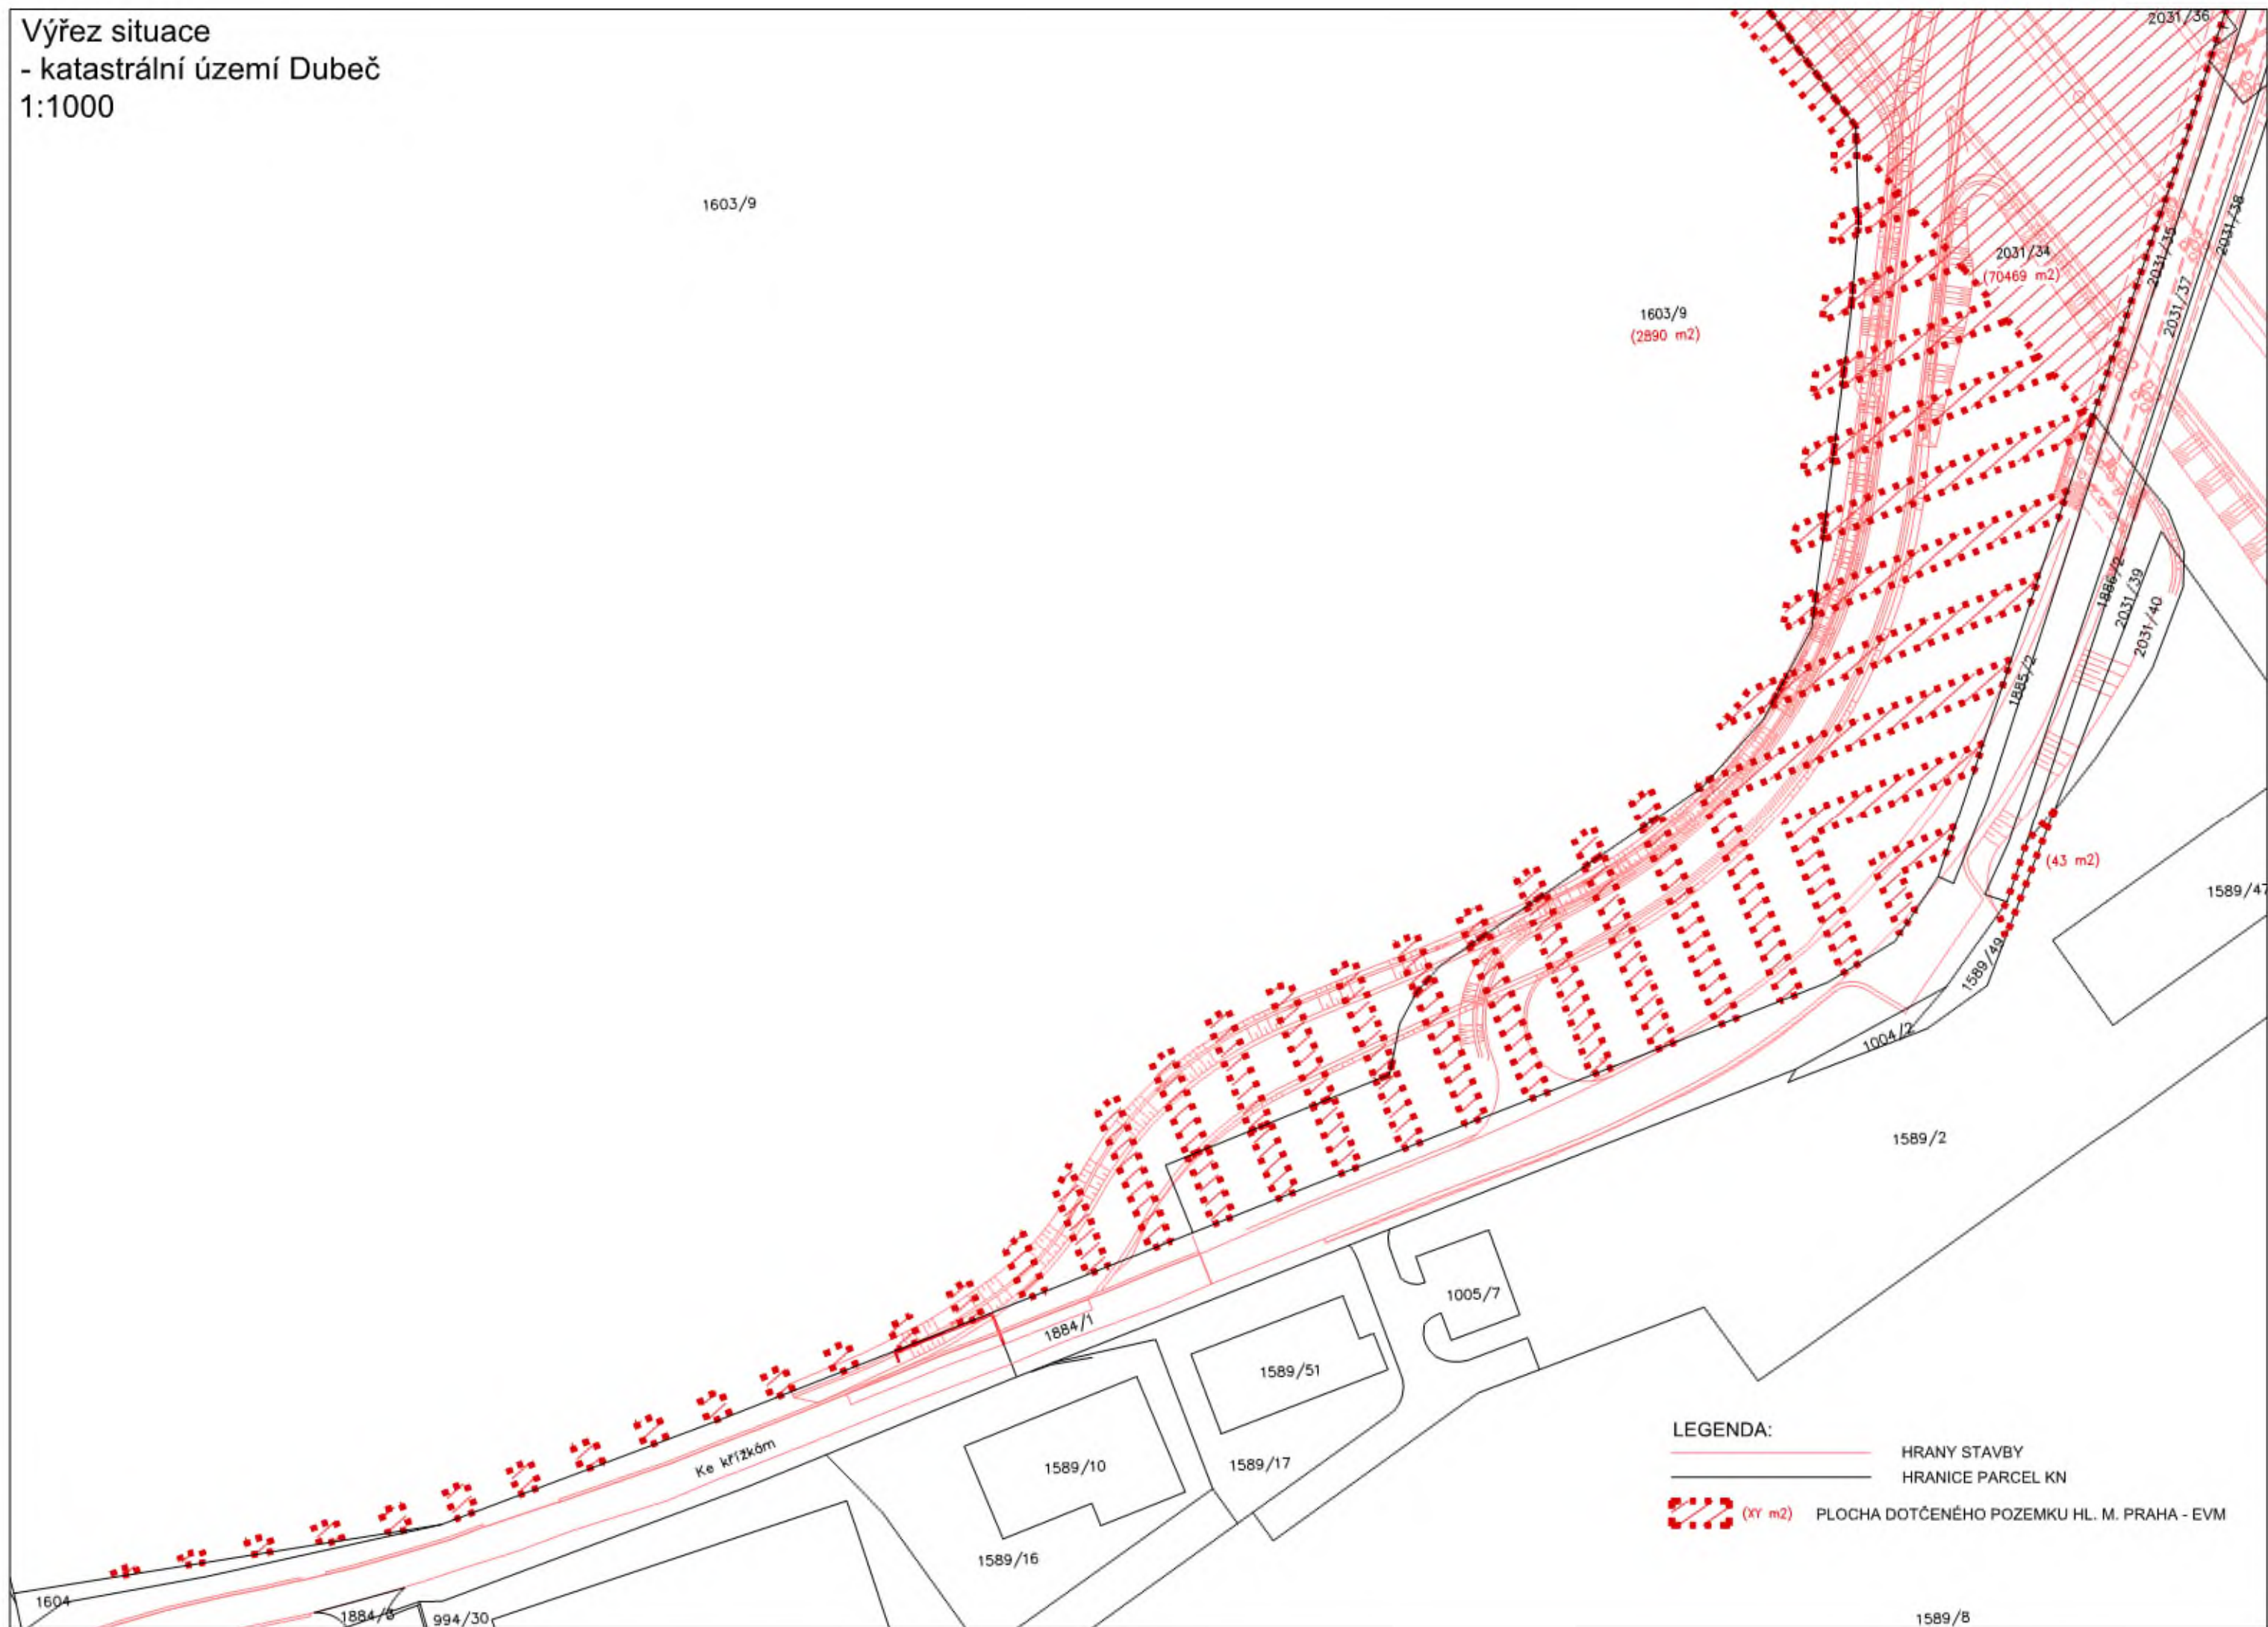 Výřez situace
- katastrální území Dubeč
1:1000
2031/36
1603/9
2031/38
2031/35
2031/34
(70469 m2)
2031/37
1603/9
(2890 m2)
1886/2
2031/39
2031/40
1885/2
(43 m2)
1589/47
1589/49
1004/2
1589/2
1005/7
1884/1
1589/51
Ke křížkám
1589/10
1589/17
1589/16
1604
1884/3
994/30
1589/8
LEGENDA:
HRANY STAVBY
HRANICE PARCEL KN
(XY m2) PLOCHA DOTČENÉHO POZEMKU HL. M. PRAHA - EVM